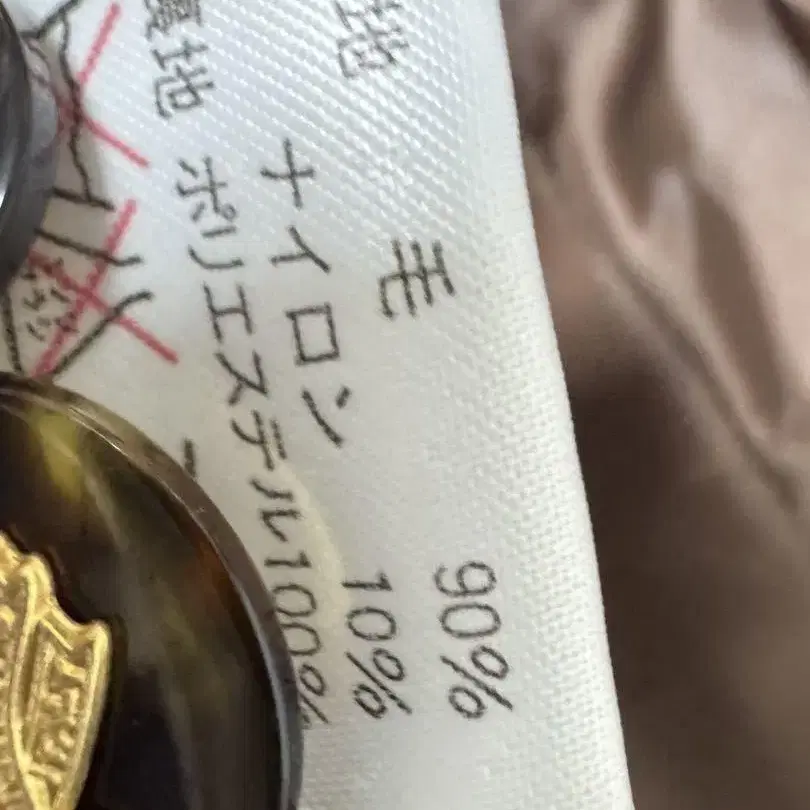 地 毛 90%
ナイロン 10%
裏地 ポリエステル100%